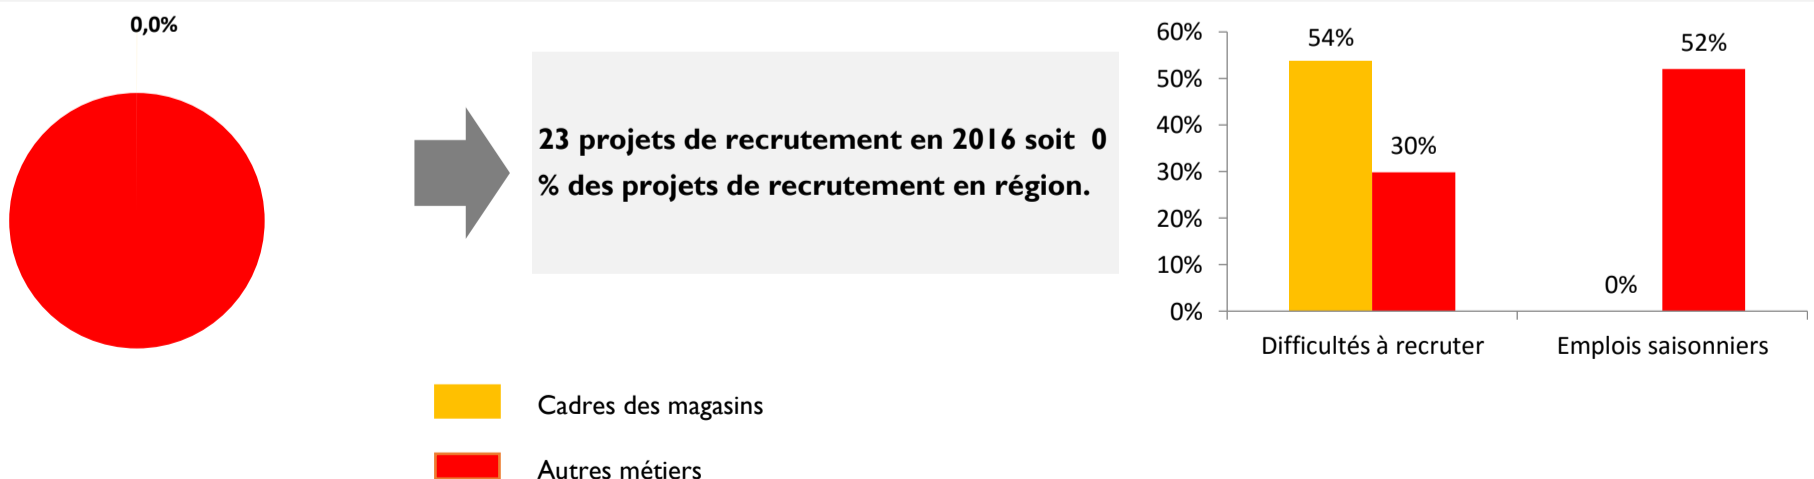 0,0%
23 projets de recrutement en 2016 soit 0
% des projets de recrutement en région.
60%
50%
40%
30%
20%
10%
0%
54%
30%
0%
52%
Difficultés à recruter
Emplois saisonniers
Cadres des magasins
Autres métiers